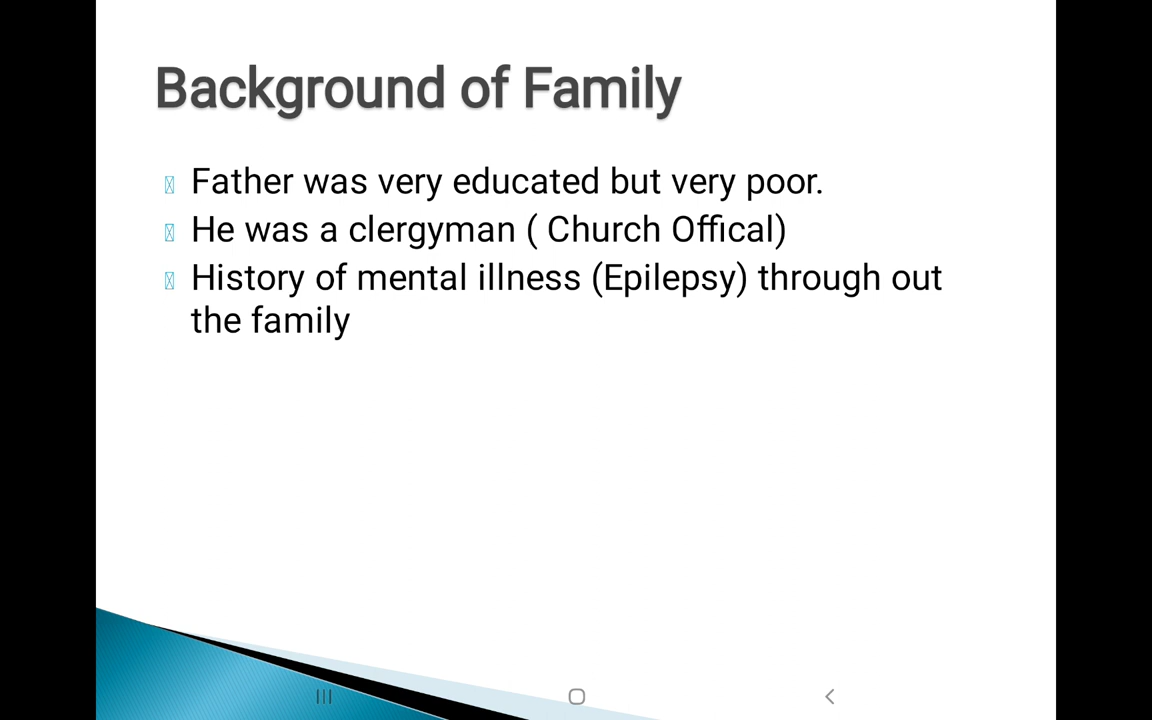 Background of Family
Father was very educated but very poor.
He was a clergyman ( Church Offical)
History of mental illness (Epilepsy) through out
the family